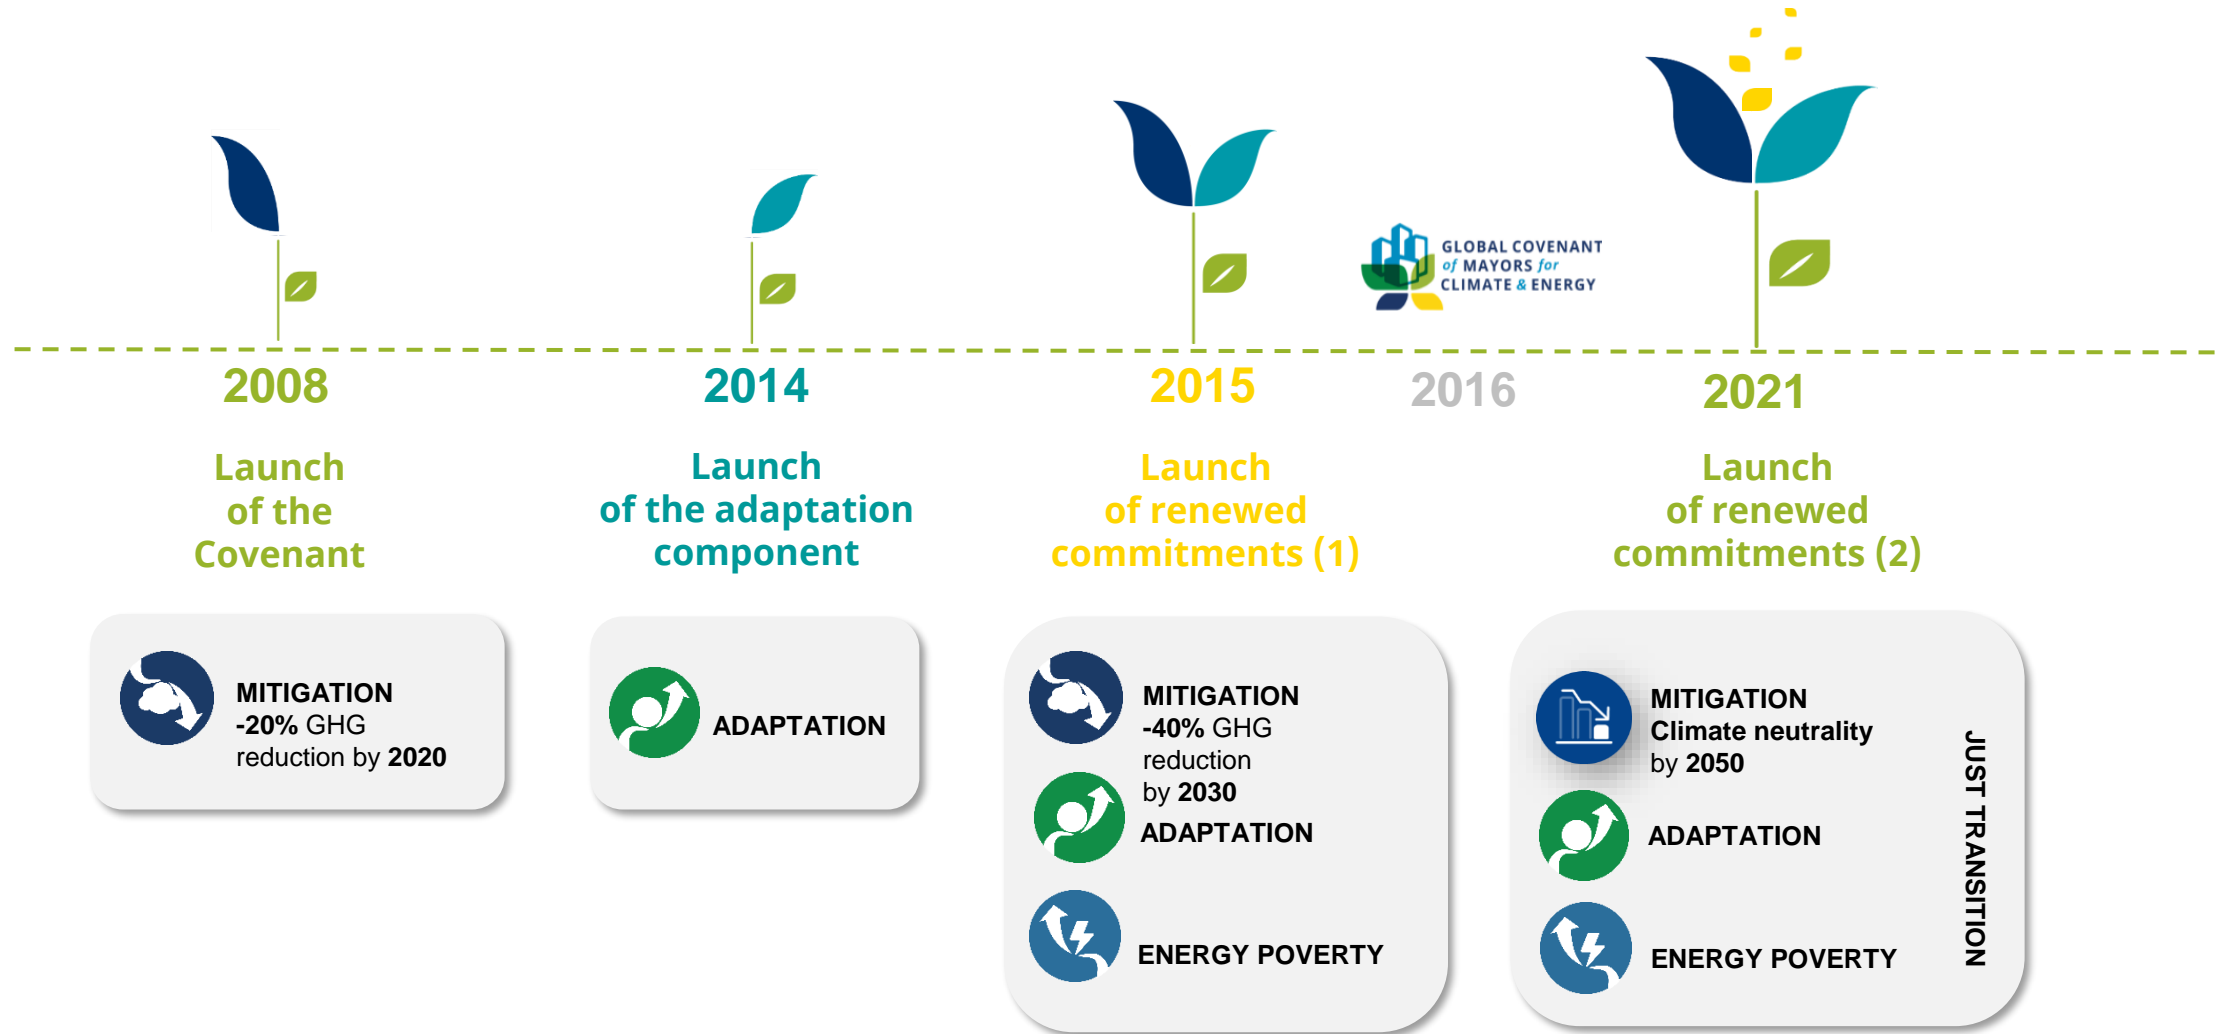 GLOBAL COVENANT
of MAYORS for
CLIMATE & ENERGY
2008
Launch
of the
Covenant
MITIGATION
-20% GHG
reduction by 2020
2014
Launch
of the adaptation
component
ADAPTATION
2015
Launch
of renewed
commitments (1)
MITIGATION
-40% GHG
reduction
by 2030
ADAPTATION
ENERGY POVERTY
2016
2021
Launch
of renewed
commitments (2)
MITIGATION
Climate neutrality
by 2050
ADAPTATION
ENERGY POVERTY
JUST TRANSITION